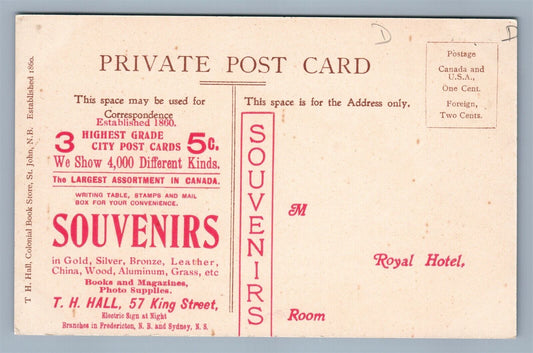 D
D
PRIVATE POST CARD
Postage
Canada and
U.S.A.,
One Cent.
Foreign,
Two Cents.
This space may be used for
Correspondence
This space is for the Address only.
Established 1860.
3 HIGHEST GRADE
CITY POST CARDS 5C.
We Show 4,000 Different Kinds.
The LARGEST ASSORTMENT IN CANADA.
WRITING TABLE, STAMPS AND MAIL
BOX FOR YOUR CONVENIENCE.
SOUVENIRS
in Gold, Silver, Bronze, Leather,
China, Wood, Aluminum, Grass, etc
Books and Magazines,
Photo Supplies.
T. H. HALL, 57 King Street,
Electric Sign at Night
Branches in Fredericton, N. B. and Sydney, N. S.
SOUVENIRS
M
Royal Hotel,
Room
T. H. Hall, Colonial Book Store, St. John, N.B. Established 1860.